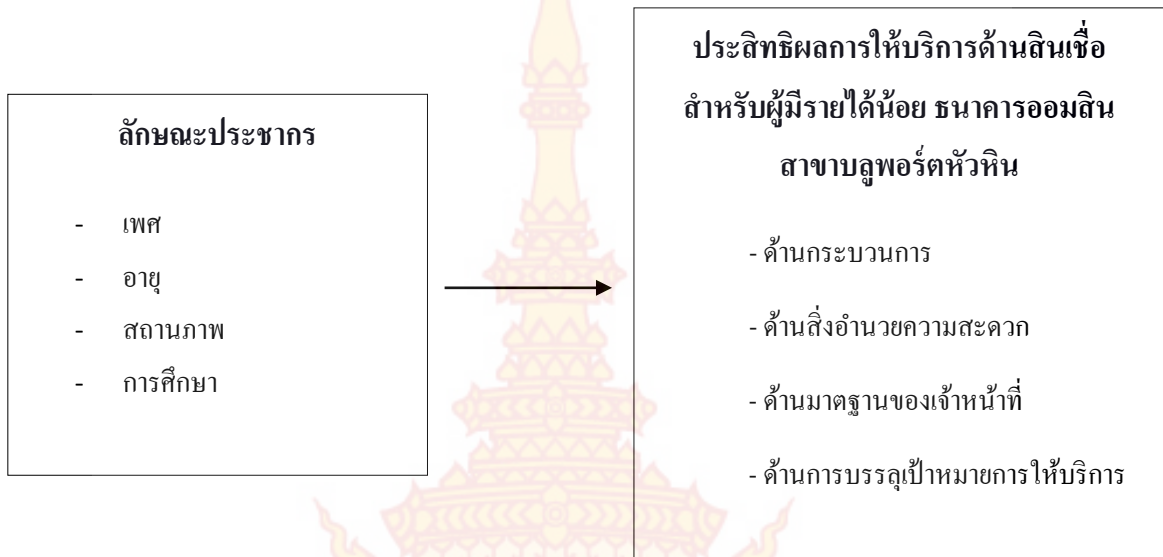 ลักษณะประชากร
- เพศ
- อายุ
- สถานภาพ
- การศึกษา
ประสิทธิผลการให้บริการด้านสินเชื่อ
สำหรับผู้มีรายได้น้อย ธนาคารออมสิน
สาขาบลูพอร์ตหัวหิน
- ด้านกระบวนการ
- ด้านสิ่งอำนวยความสะดวก
- ด้านมาตฐานของเจ้าหน้าที่
- ด้านการบรรลุเป้าหมายการให้บริการ